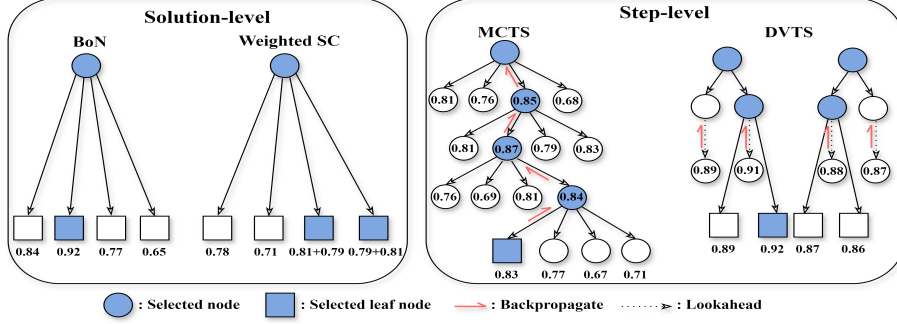 Solution-level
BoN
Weighted SC
0.84 0.92 0.77 0.65
0.78 0.71 0.81+0.79 0.79+0.81
Step-level
MCTS
0.81 0.76 0.85 0.68
0.81 0.87 0.79 0.83
0.76 0.69 0.81 0.84
0.83 0.77 0.67 0.71
DVTS
0.89 0.91 0.88 0.87
0.89 0.92 0.87 0.86
: Selected node : Selected leaf node : Backpropagate : Lookahead